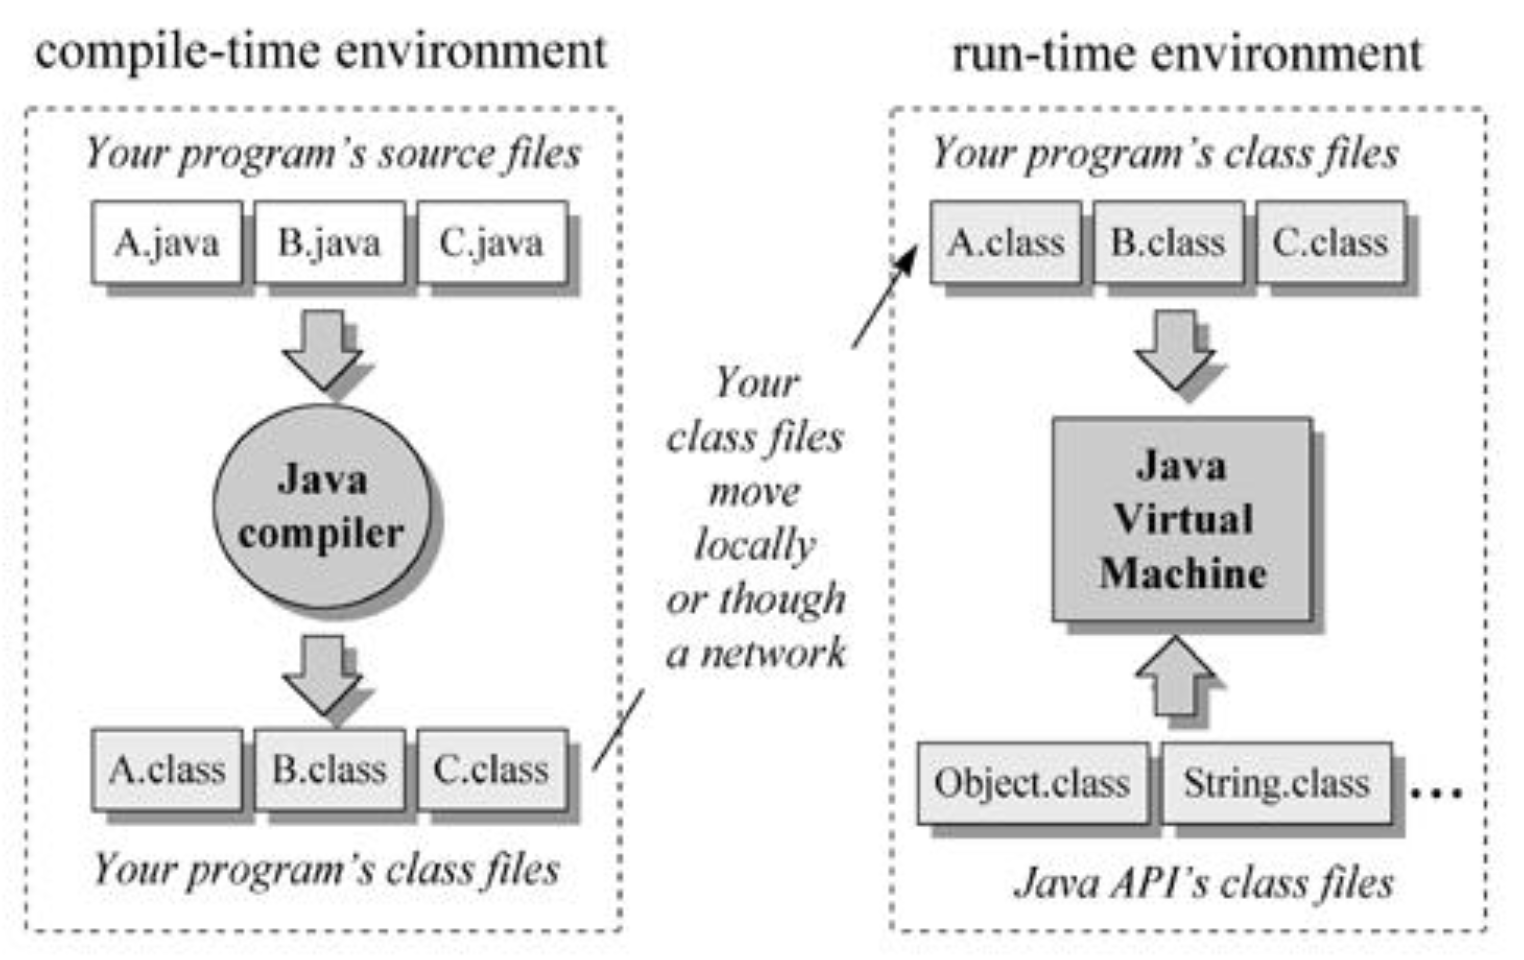 compile-time environment
Your program's source files
A.java B.java C.java
Java
compiler
A.class B.class C.class
Your program's class files
Your
class files
move
locally
or though
a network
run-time environment
Your program's class files
A.class B.class C.class
Java
Virtual
Machine
Object.class String.class ...
Java API's class files